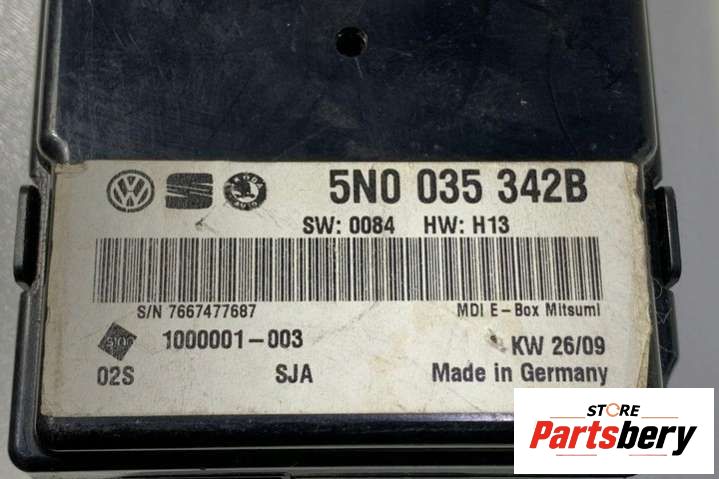 5N0 035 342B
SW: 0084 HW: H13
S/N 7667477687 MDI E-Box Mitsumi
1000001-003
KW 26/09
02S SJA Made in Germany
STORE
Partsbery